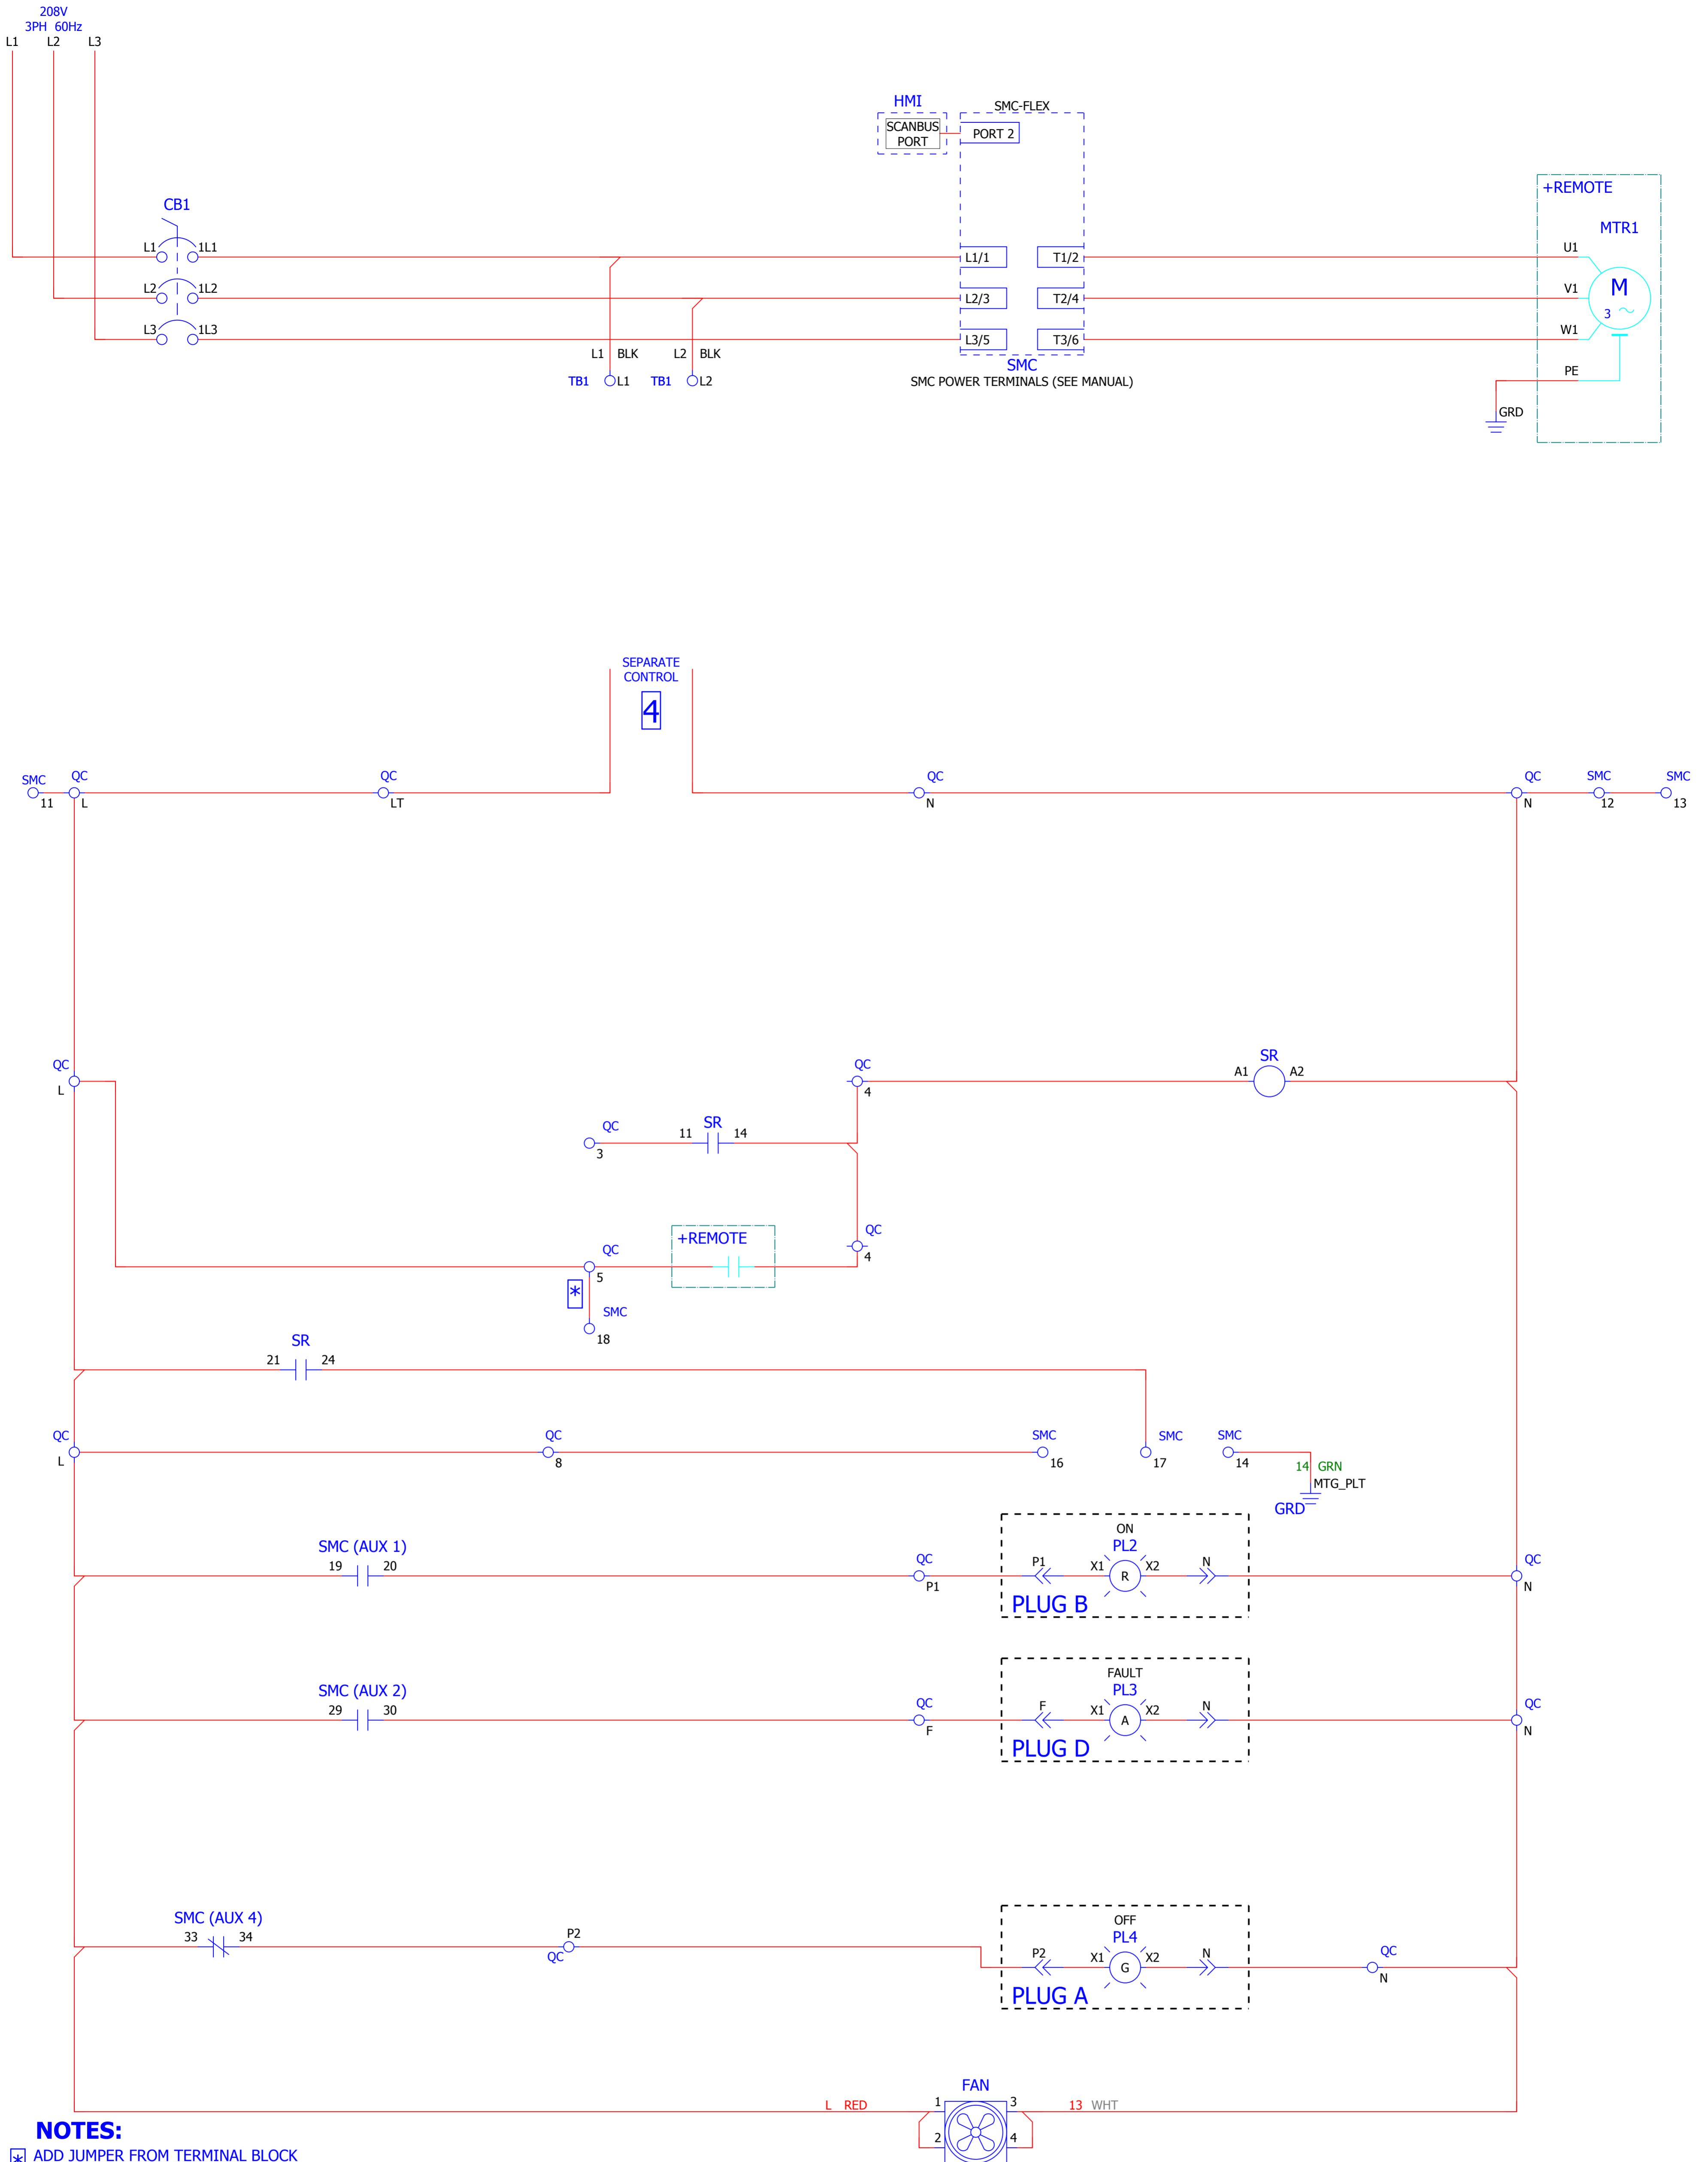 208V
3PH 60Hz
L1 L2 L3
HMI
SMC-FLEX
SCANBUS
PORT
PORT 2
+REMOTE
MTR1
CB1
L1 1L1
L1/1 T1/2
U1
L2 1L2
L2/3 T2/4
V1
M
3
L3 1L3
L3/5 T3/6
W1
L1 BLK L2 BLK
SMC
PE
TB1 L1 TB1 L2
SMC POWER TERMINALS (SEE MANUAL)
GRD
SEPARATE
CONTROL
4
SMC QC QC QC QC SMC SMC
11 L LT N N 12 13
QC QC SR
L 4 A1 A2
QC SR
3 11 14
+REMOTE
QC QC
5 4
*
SMC
18
SR
21 24
QC QC SMC SMC SMC
L 8 16 17 14
14 GRN
MTG_PLT
GRD
SMC (AUX 1)
19 20
QC
P1
ON
PL2
P1 X1 R X2 N
PLUG B
QC
N
SMC (AUX 2)
29 30
QC
F
FAULT
PL3
F X1 A X2 N
PLUG D
QC
N
SMC (AUX 4)
33 34
P2
QC
OFF
PL4
P2 X1 G X2 N
PLUG A
QC
N
FAN
L RED 1 3 13 WHT
2 4
NOTES:
* ADD JUMPER FROM TERMINAL BLOCK